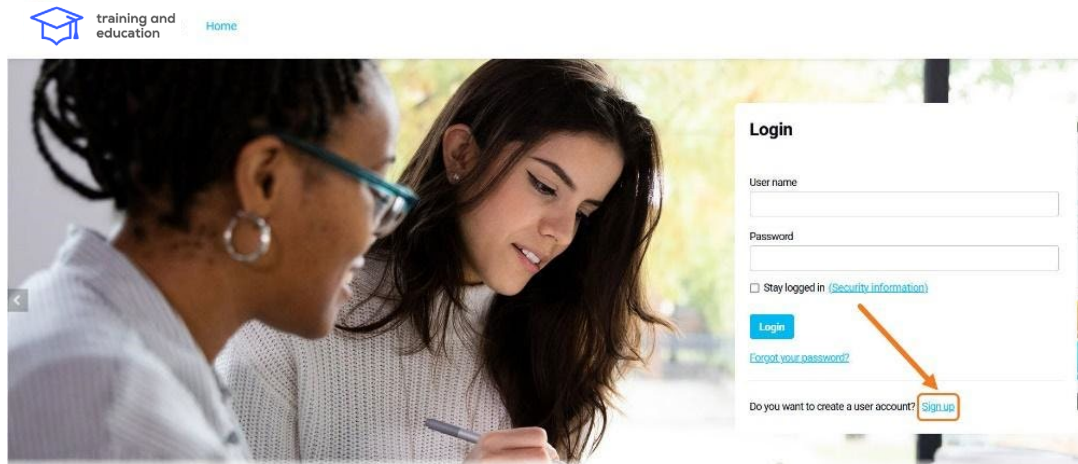 training and
education
Home
Login
User name
Password
Stay logged in (Security information)
Login
Forgot your password?
Do you want to create a user account? Sign up